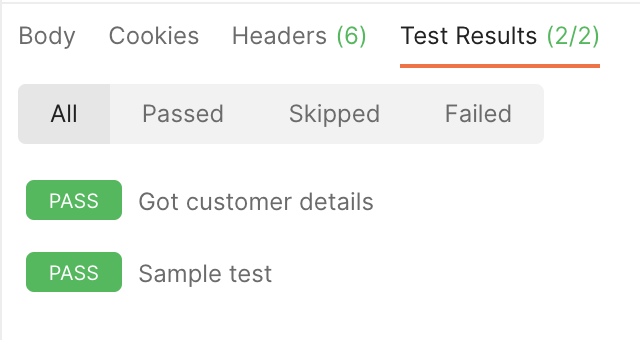 Body Cookies Headers (6) Test Results (2/2)
All Passed Skipped Failed
PASS Got customer details
PASS Sample test